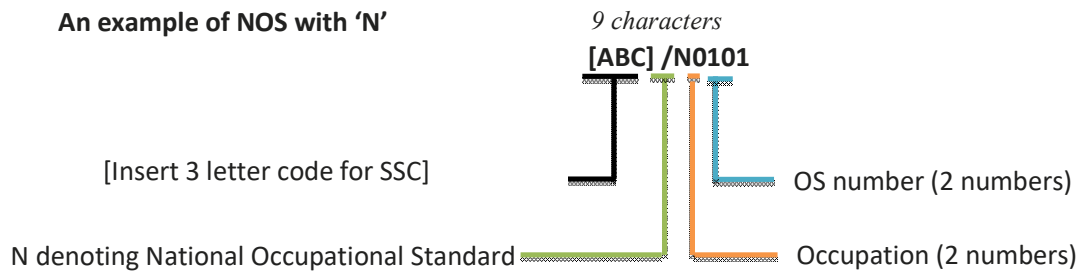 An example of NOS with ‘N’
9 characters
[ABC] /N0101
[Insert 3 letter code for SSC]
OS number (2 numbers)
N denoting National Occupational Standard
Occupation (2 numbers)